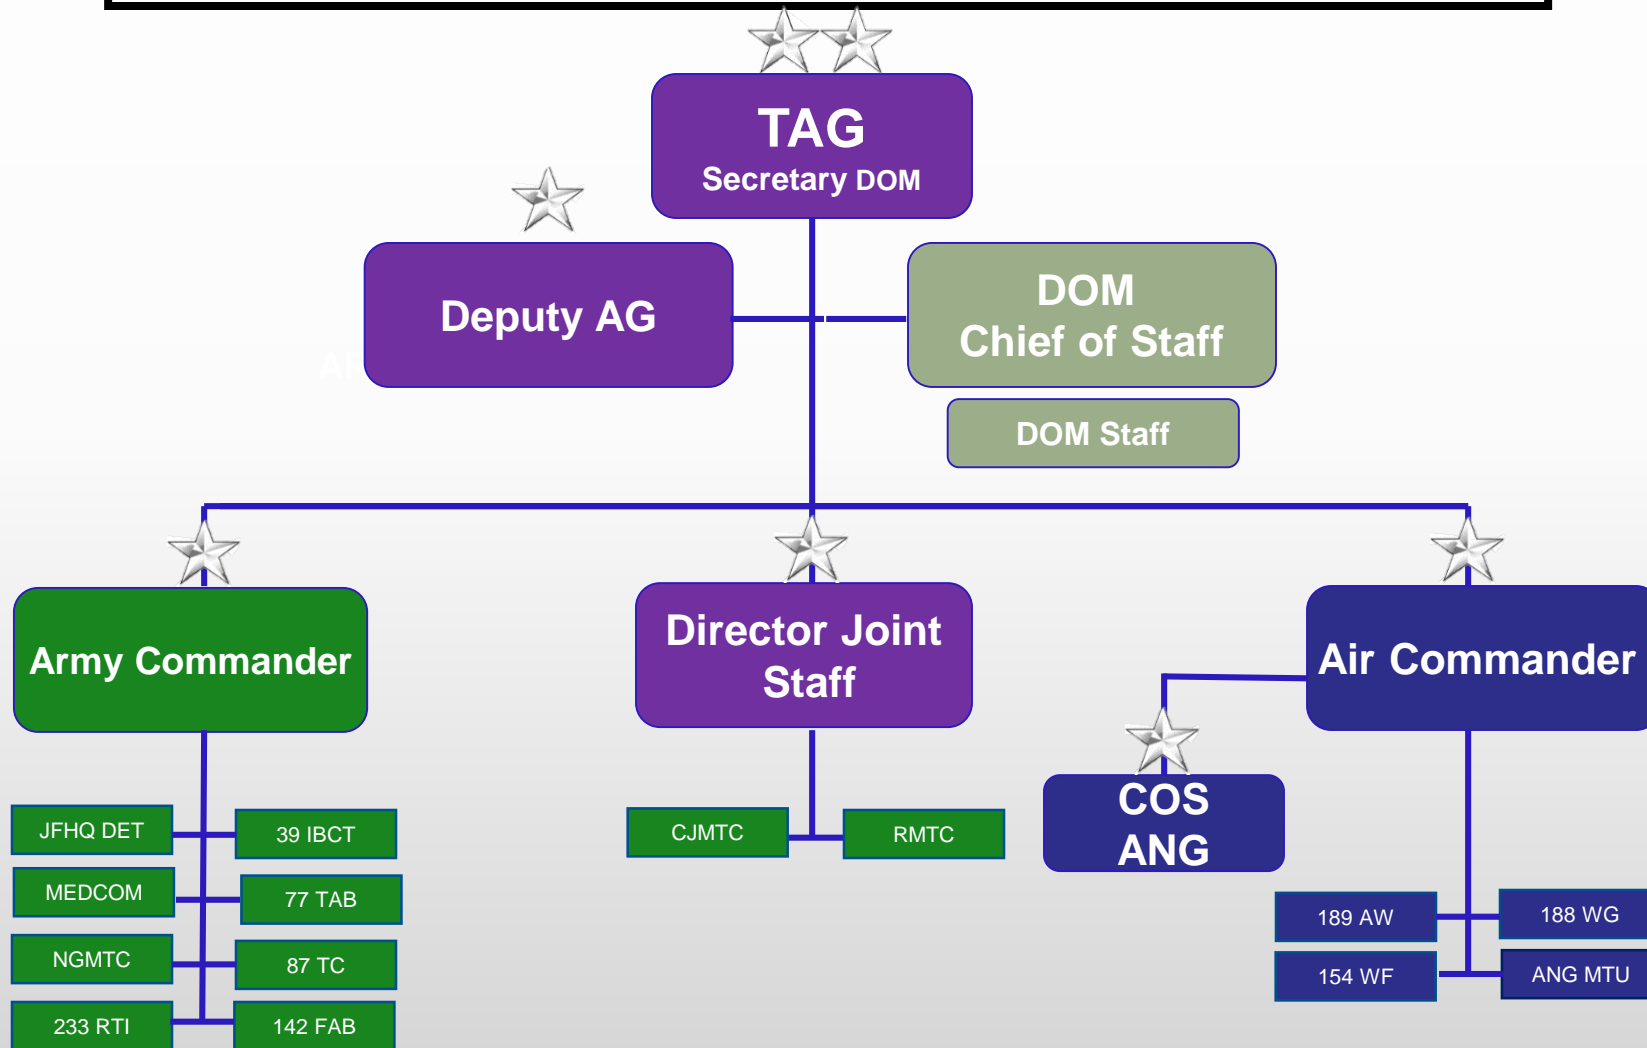 TAG
Secretary DOM
Deputy AG
DOM
Chief of Staff
DOM Staff
Army Commander
Director Joint
Staff
Air Commander
COS
ANG
JFHQ DET
39 IBCT
MEDCOM
77 TAB
NGMTC
87 TC
233 RTI
142 FAB
CJMTC
RMTC
189 AW
188 WG
154 WF
ANG MTU